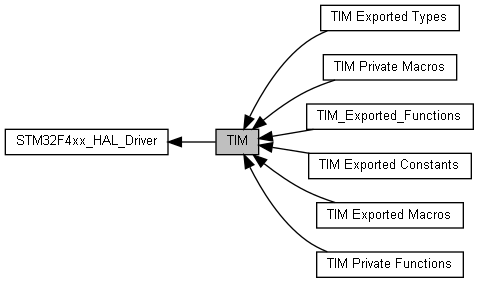 TIM Exported Types
TIM Private Macros
TIM_Exported_Functions
STM32F4xx_HAL_Driver
TIM
TIM Exported Constants
TIM Exported Macros
TIM Private Functions